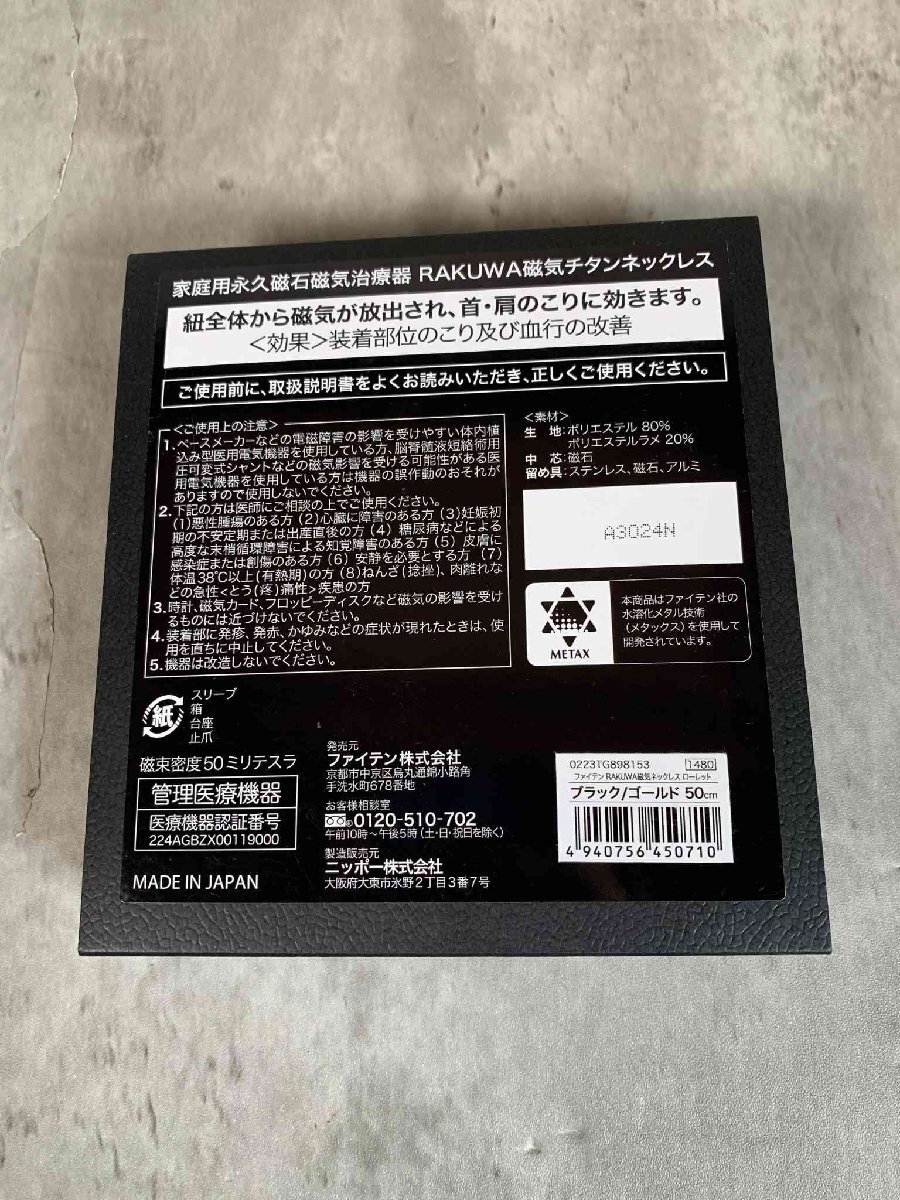 家庭用永久磁石磁気治療器 RAKUWA磁気チタンネックレス
紐全体から磁気が放出され、首・肩のこりに効きます。
<効果>装着部位のこり及び血行の改善
ご使用前に、取扱説明書をよくお読みいただき、正しくご使用ください。
<ご使用上の注意>
1.ペースメーカーなどの電磁障害の影響を受けやすい体内植
込み型医用電気機器を使用している方、脳脊髄液短絡術用
圧可変式シャントなどの磁気影響を受ける可能性がある医
用電気機器を使用している方は機器の誤作動のおそれが
ありますので使用しないでください。
2.下記の方は医師にご相談の上でご使用ください。
(1)悪性腫瘍のある方 (2)心臓に障害のある方 (3)妊娠初
期の不安定期または出産直後の方 (4) 糖尿病などによる
高度な末梢循環障害による知覚障害のある方 (5) 皮膚に
感染症または創傷のある方 (6) 安静を必要とする方 (7)
体温38℃以上(有熱期)の方 (8)ねんざ(捻挫)、肉離れな
どの急性<とう(疼)痛性>疾患の方
3.時計、磁気カード、フロッピーディスクなど磁気の影響を受け
るものには近づけないでください。
4.装着部に発疹、発赤、かゆみなどの症状が現れたときは、使
用を直ちに中止してください。
5.機器は改造しないでください。
<素材>
生 地:ポリエステル 80%
ポリエステルラメ 20%
中 芯:磁石
留め具:ステンレス、磁石、アルミ
A3024N
METAX
本商品はファイテン社の
水溶化メタル技術
(メタックス)を使用して
開発されています。
紙
スリーブ
箱
台座
止爪
磁束密度50ミリテスラ
管理医療機器
医療機器認証番号
224AGBZX00119000
MADE IN JAPAN
発売元
ファイテン株式会社
京都市中京区烏丸通錦小路角
手洗水町678番地
お客様相談室
0120-510-702
午前10時~午後5時(土・日・祝日を除く)
製造販売元
ニッポー株式会社
大阪府大東市氷野2丁目3番7号
0223TG898153 1480
ファイテン RAKUWA磁気ネックレス ローレット
ブラック/ゴールド 50cm
4 940756 450710